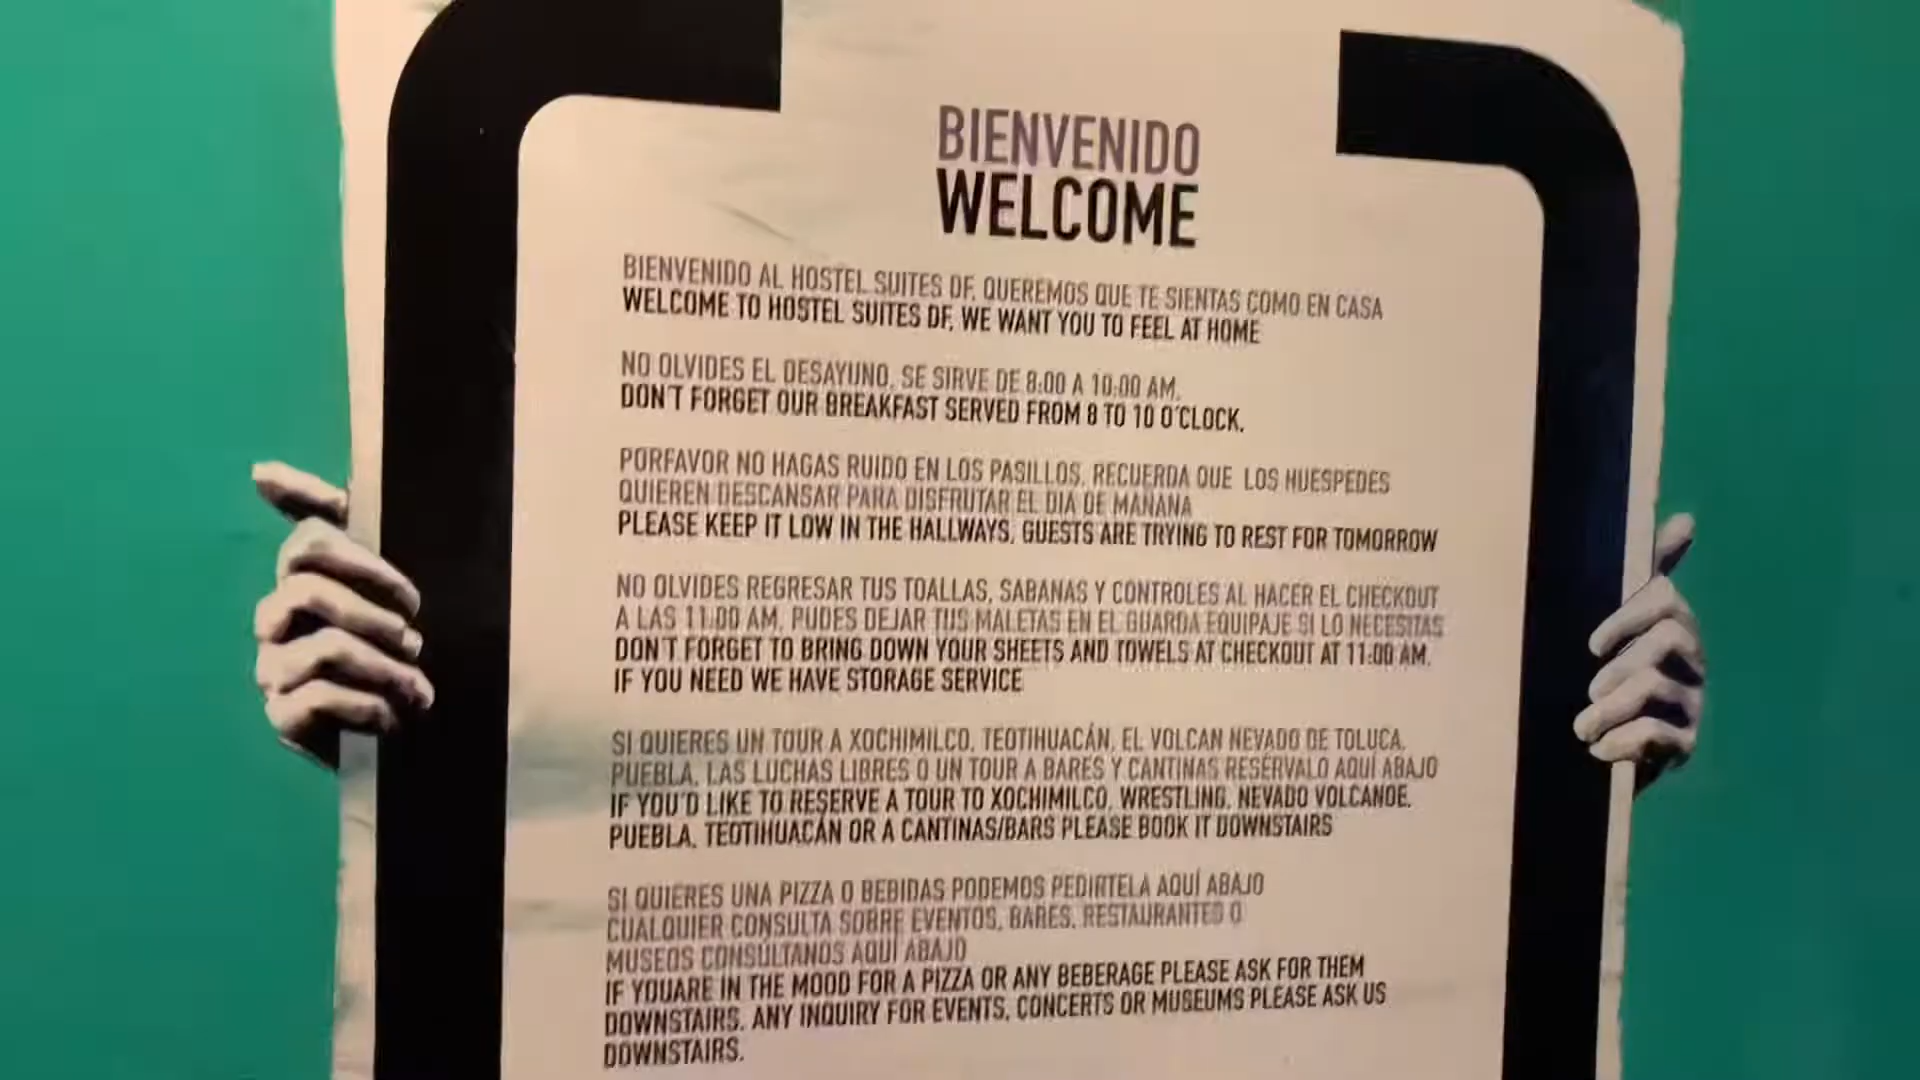 BIENVENIDO
WELCOME
BIENVENIDO AL HOSTEL SUITES DF, QUEREMOS QUE TE SIENTAS COMO EN CASA
WELCOME TO HOSTEL SUITES DF, WE WANT YOU TO FEEL AT HOME
NO OLVIDES EL DESAYUNO, SE SIRVE DE 8:00 A 10:00 AM.
DON'T FORGET OUR BREAKFAST SERVED FROM 8 TO 10 O'CLOCK.
PORFAVOR NO HAGAS RUIDO EN LOS PASILLOS, RECUERDA QUE LOS HUESPEDES
QUIEREN DESCANSAR PARA DISFRUTAR EL DIA DE MAÑANA
PLEASE KEEP IT LOW IN THE HALLWAYS, GUESTS ARE TRYING TO REST FOR TOMORROW
NO OLVIDES REGRESAR TUS TOALLAS, SABANAS Y CONTROLES AL HACER EL CHECKOUT
A LAS 11:00 AM, PUDES DEJAR TUS MALETAS EN EL GUARDA EQUIPAJE SI LO NECESITAS
DON'T FORGET TO BRING DOWN YOUR SHEETS AND TOWELS AT CHECKOUT AT 11:00 AM.
IF YOU NEED WE HAVE STORAGE SERVICE
SI QUIERES UN TOUR A XOCHIMILCO, TEOTIHUACÁN, EL VOLCAN NEVADO DE TOLUCA,
PUEBLA, LAS LUCHAS LIBRES O UN TOUR A BARES Y CANTINAS RESÉRVALO AQUÍ ABAJO
IF YOU'D LIKE TO RESERVE A TOUR TO XOCHIMILCO, WRESTLING, NEVADO VOLCANOE,
PUEBLA, TEOTIHUACÁN OR A CANTINAS/BARS PLEASE BOOK IT DOWNSTAIRS
SI QUIERES UNA PIZZA O BEBIDAS PODEMOS PEDIRTELA AQUÍ ABAJO
CUALQUIER CONSULTA SOBRE EVENTOS, BARES, RESTAURANTES O
MUSEOS CONSÚLTANOS AQUÍ ABAJO
IF YOUARE IN THE MOOD FOR A PIZZA OR ANY BEBERAGE PLEASE ASK FOR THEM
DOWNSTAIRS. ANY INQUIRY FOR EVENTS, CONCERTS OR MUSEUMS PLEASE ASK US
DOWNSTAIRS.